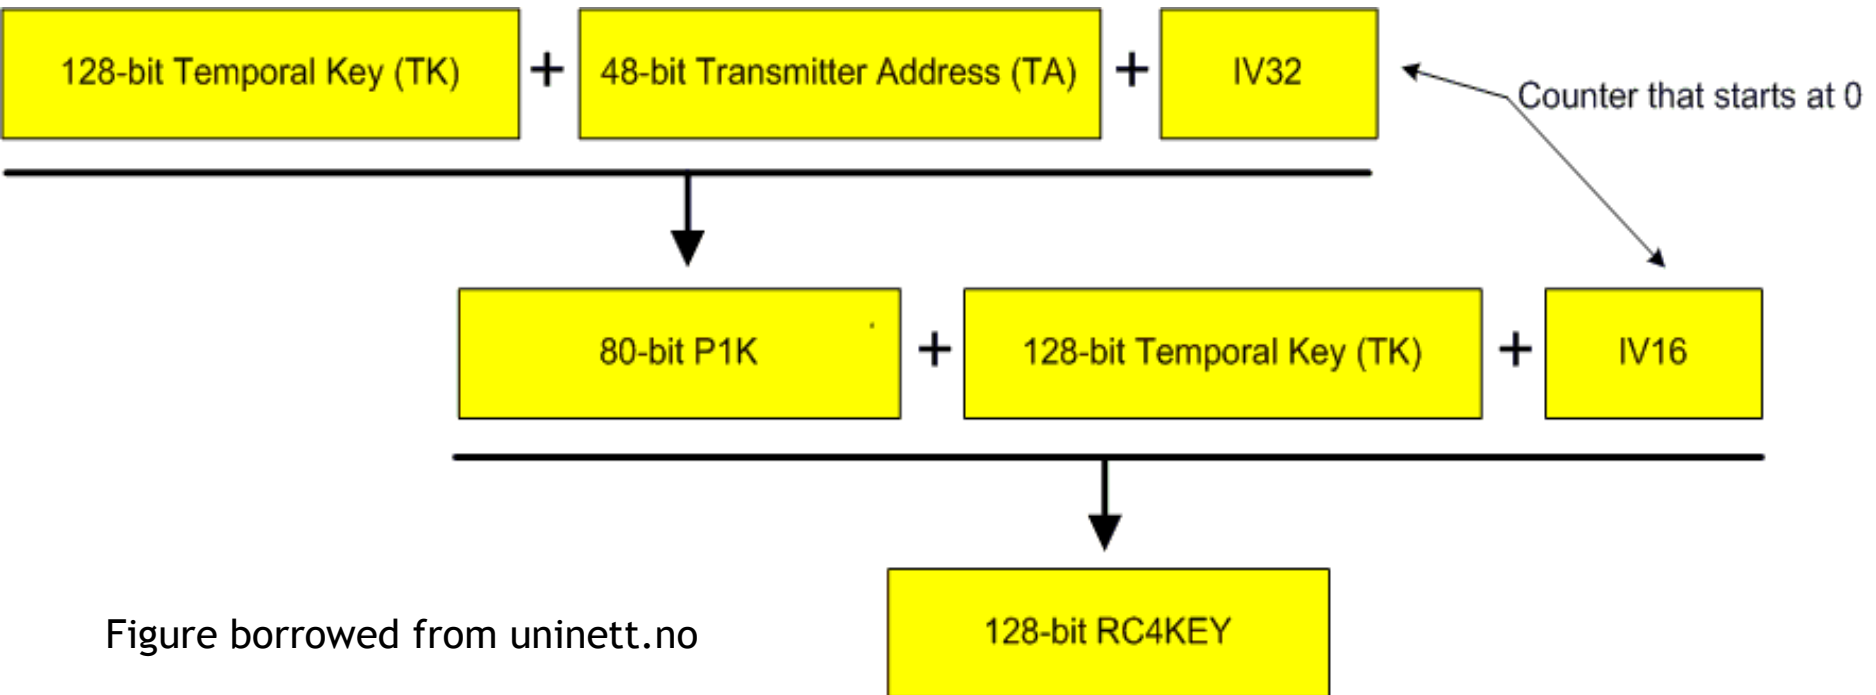 128-bit Temporal Key (TK) + 48-bit Transmitter Address (TA) + IV32
Counter that starts at 0
80-bit P1K + 128-bit Temporal Key (TK) + IV16
128-bit RC4KEY
Figure borrowed from uninett.no